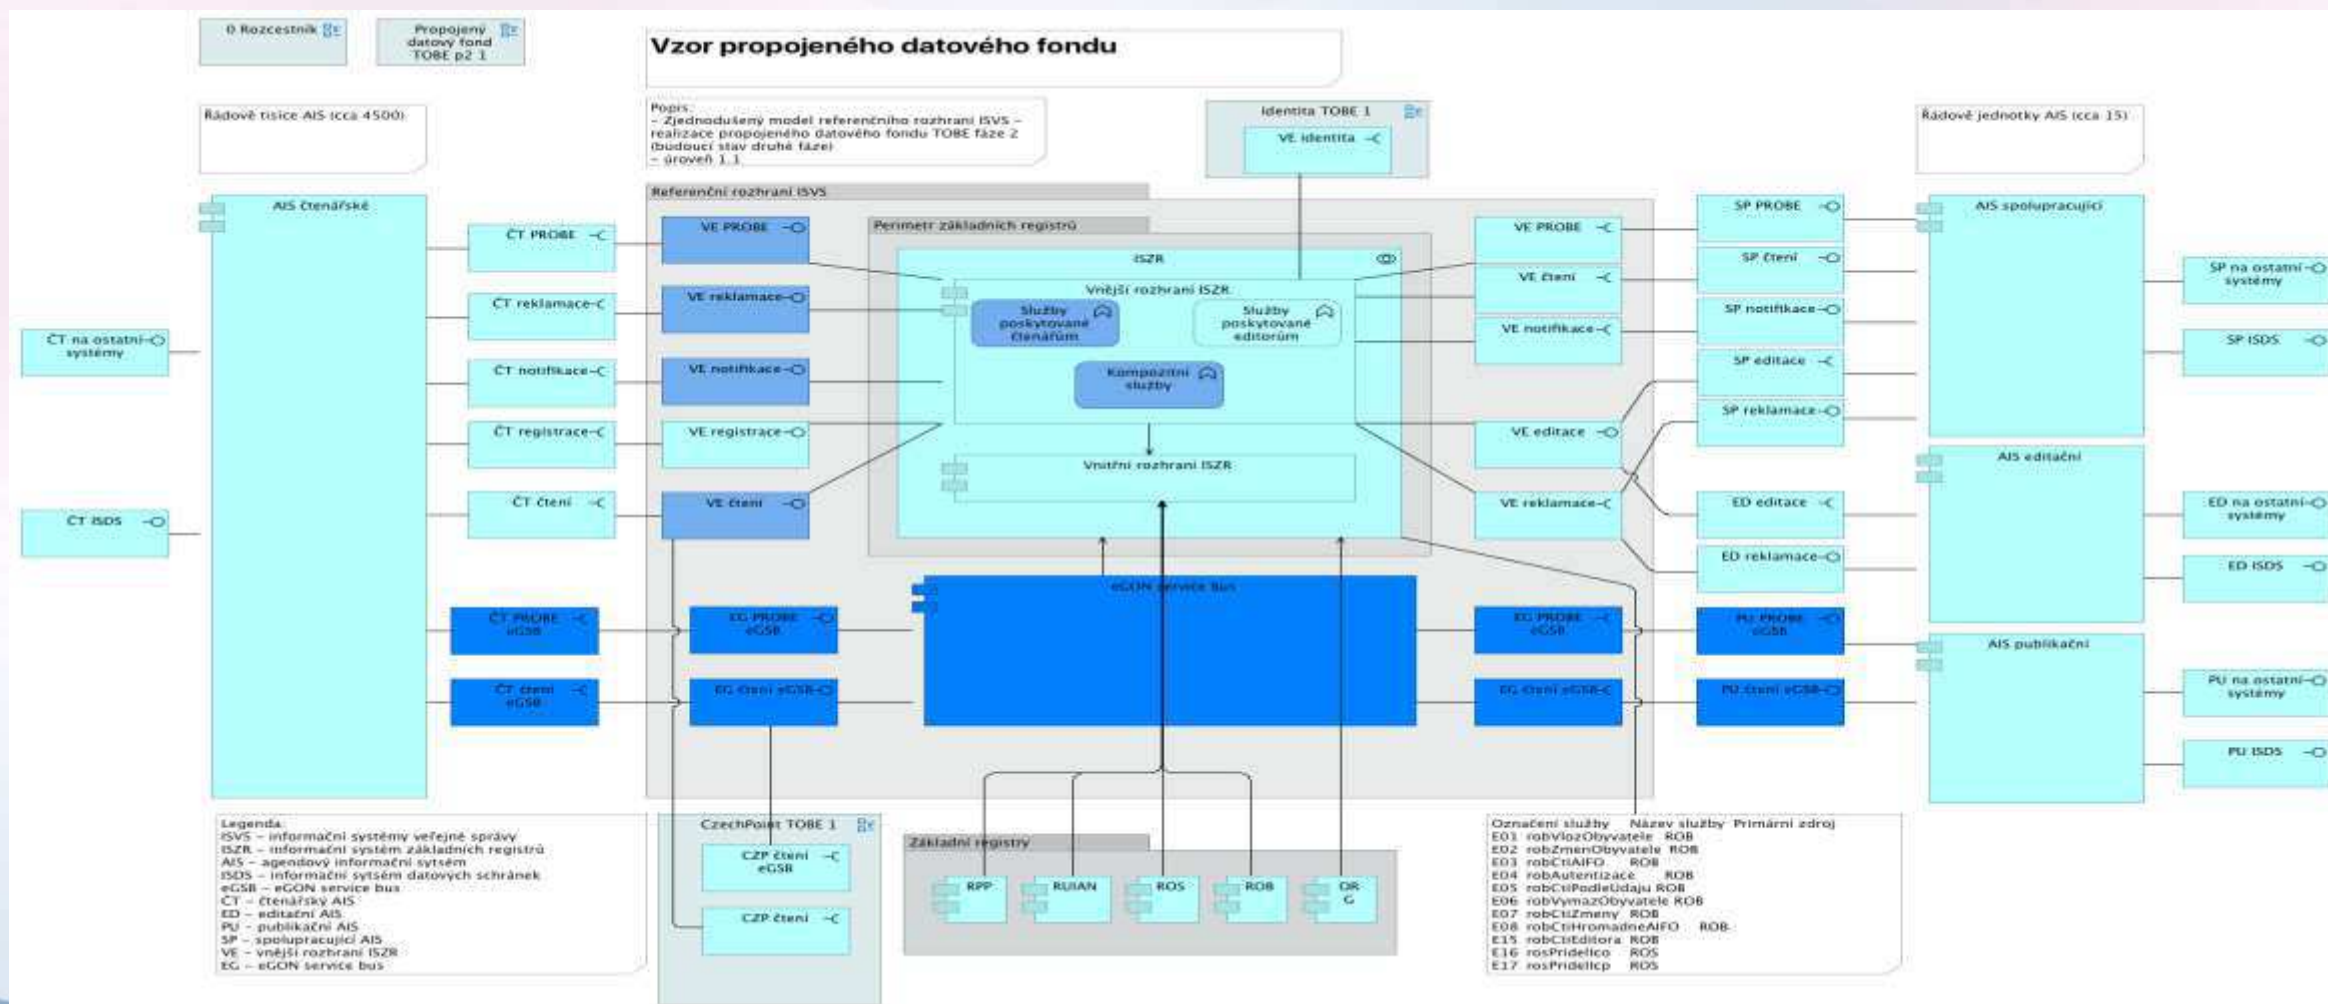 0 Rozcestník
Propojený
datový fond
TOBE p2 1
Vzor propojeného datového fondu
Řádově tisíce AIS (cca 4500)
Popis:
- Zjednodušený model referenčního rozhraní ISVS -
realizace propojeného datového fondu TOBE fáze 2
(budoucí stav druhé fáze)
- úroveň 1.1
Identita TOBE 1
VE identita
Řádově jednotky AIS (cca 15)
Referenční rozhraní ISVS
AIS čtenářské
ČT PROBE
ČT reklamace
ČT notifikace
ČT registrace
ČT čtení
ČT PROBE
eGSB
ČT čtení
eGSB
ČT na ostatní
systémy
ČT ISDS
VE PROBE
VE reklamace
VE notifikace
VE registrace
VE čtení
EG PROBE
eGSB
EG čtení eGSB
Perimetr základních registrů
ISZR
Vnější rozhraní ISZR
Služby
poskytované
čtenářům
Služby
poskytované
editorům
Kompozitní
služby
Vnitřní rozhraní ISZR
eGON service bus
VE PROBE
VE čtení
VE notifikace
VE editace
VE reklamace
EG PROBE
eGSB
EG čtení eGSB
SP PROBE
SP čtení
SP notifikace
SP editace
SP reklamace
ED editace
ED reklamace
PU PROBE
eGSB
PU čtení eGSB
AIS spolupracující
AIS editační
AIS publikační
SP na ostatní
systémy
SP ISDS
ED na ostatní
systémy
ED ISDS
PU na ostatní
systémy
PU ISDS
Legenda:
ISVS - informační systémy veřejné správy
ISZR - informační systém základních registrů
AIS - agendový informační sytsém
ISDS - informační sytsém datových schránek
eGSB - eGON service bus
ČT - čtenářský AIS
ED - editační AIS
PU - publikační AIS
SP - spolupracující AIS
VE - vnější rozhraní ISZR
EG - eGON service bus
CzechPoint TOBE 1
CZP čtení
eGSB
CZP čtení
Základní registry
RPP
RUIAN
ROS
ROB
OR
G
Označení služby Název služby Primární zdroj
E01 robVlozObyvatele ROB
E02 robZmenObyvatele ROB
E03 robCtiAIFO ROB
E04 robAutentizace ROB
E05 robCtiPodleUdaju ROB
E06 robVymazObyvatele ROB
E07 robCtiZmeny ROB
E08 robCtiHromadneAIFO ROB
E15 robCtiEditora ROB
E16 rosPridelIco ROS
E17 rosPridelIcp ROS